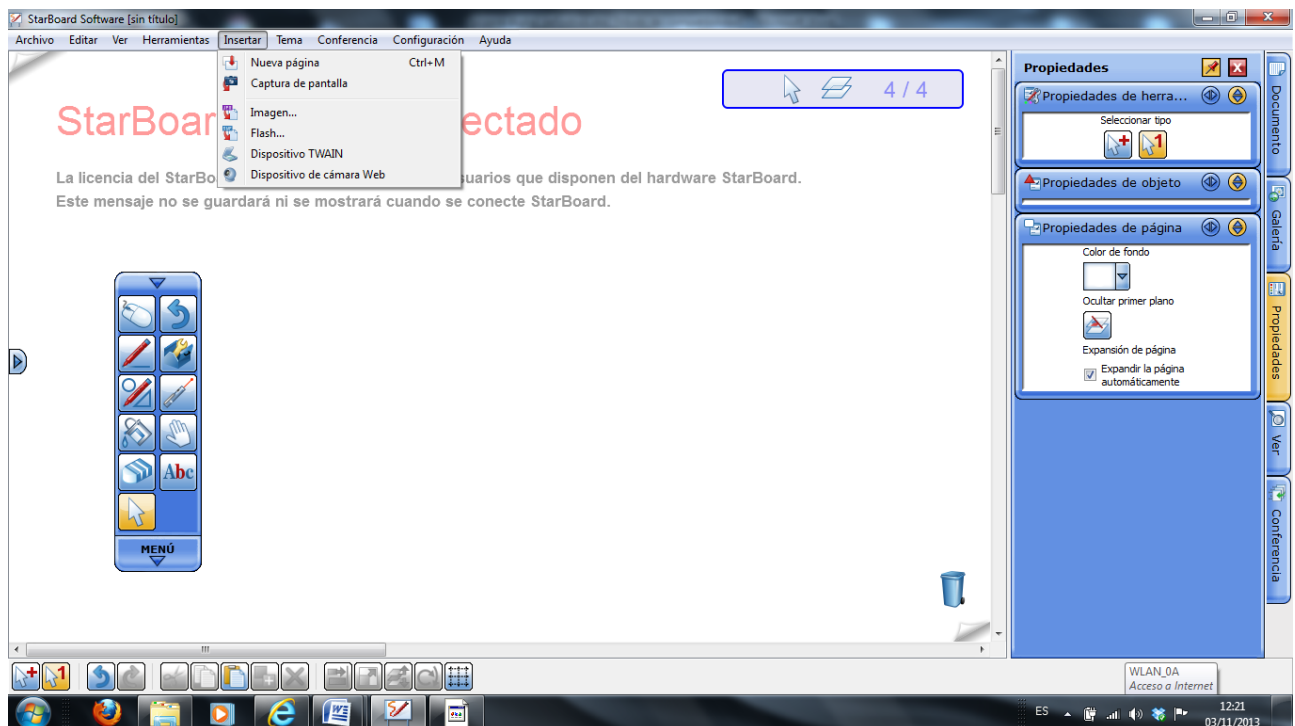 StarBoard Software [sin título]
Archivo Editar Ver Herramientas Insertar Tema Conferencia Configuración Ayuda
Nueva página Ctrl+M
Captura de pantalla
Imagen...
Flash...
Dispositivo TWAIN
Dispositivo de cámara Web
4 / 4
StarBoar ectado
La licencia del StarBo usuarios que disponen del hardware StarBoard.
Este mensaje no se guardará ni se mostrará cuando se conecte StarBoard.
Abc
MENÚ
Propiedades
Propiedades de herra...
Seleccionar tipo
1
Propiedades de objeto
Propiedades de página
Color de fondo
Ocultar primer plano
Expansión de página
Expandir la página
automáticamente
Documento
Galería
Propiedades
Ver
Conferencia
1
WLAN_0A
Acceso a Internet
ES
12:21
03/11/2013